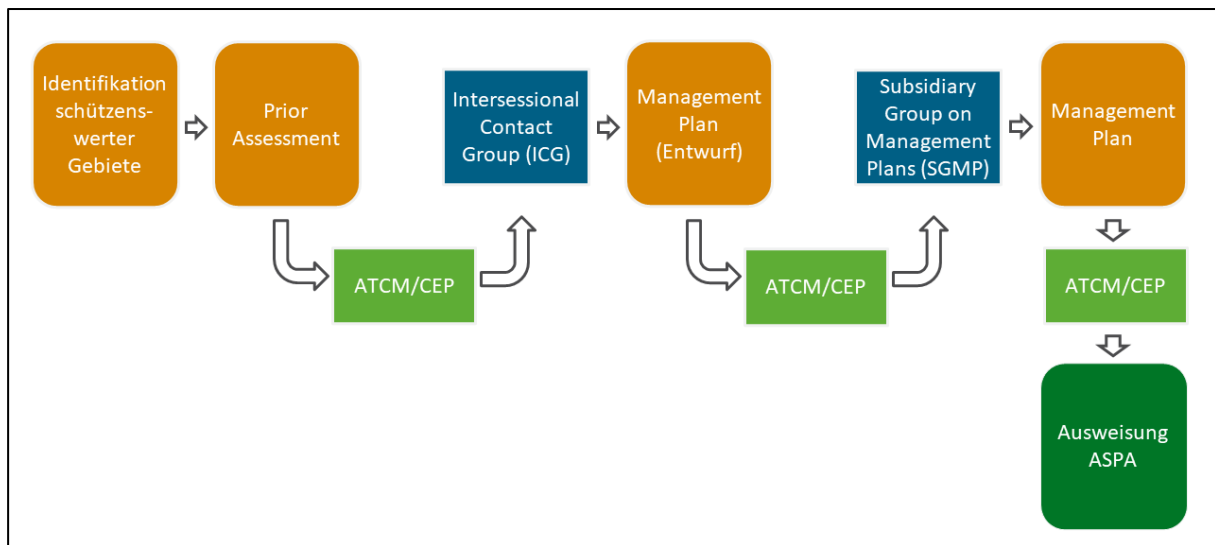 Identifikation
schützens-
werter
Gebiete
Prior
Assessment
ATCM/CEP
Intersessional
Contact
Group (ICG)
Management
Plan
(Entwurf)
ATCM/CEP
Subsidiary
Group on
Management
Plans (SGMP)
Management
Plan
ATCM/CEP
Ausweisung
ASPA